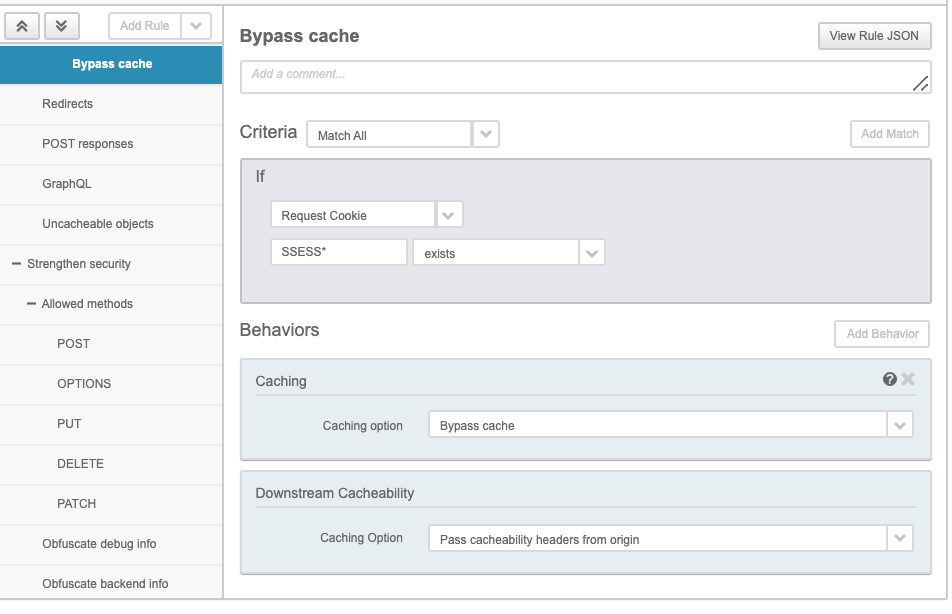 Add Rule
Bypass cache
Redirects
POST responses
GraphQL
Uncacheable objects
Strengthen security
Allowed methods
POST
OPTIONS
PUT
DELETE
PATCH
Obfuscate debug info
Obfuscate backend info
Bypass cache
View Rule JSON
Add a comment...
Criteria
Match All
Add Match
If
Request Cookie
SSESS*
exists
Behaviors
Add Behavior
Caching
?
Caching option
Bypass cache
Downstream Cacheability
Caching Option
Pass cacheability headers from origin